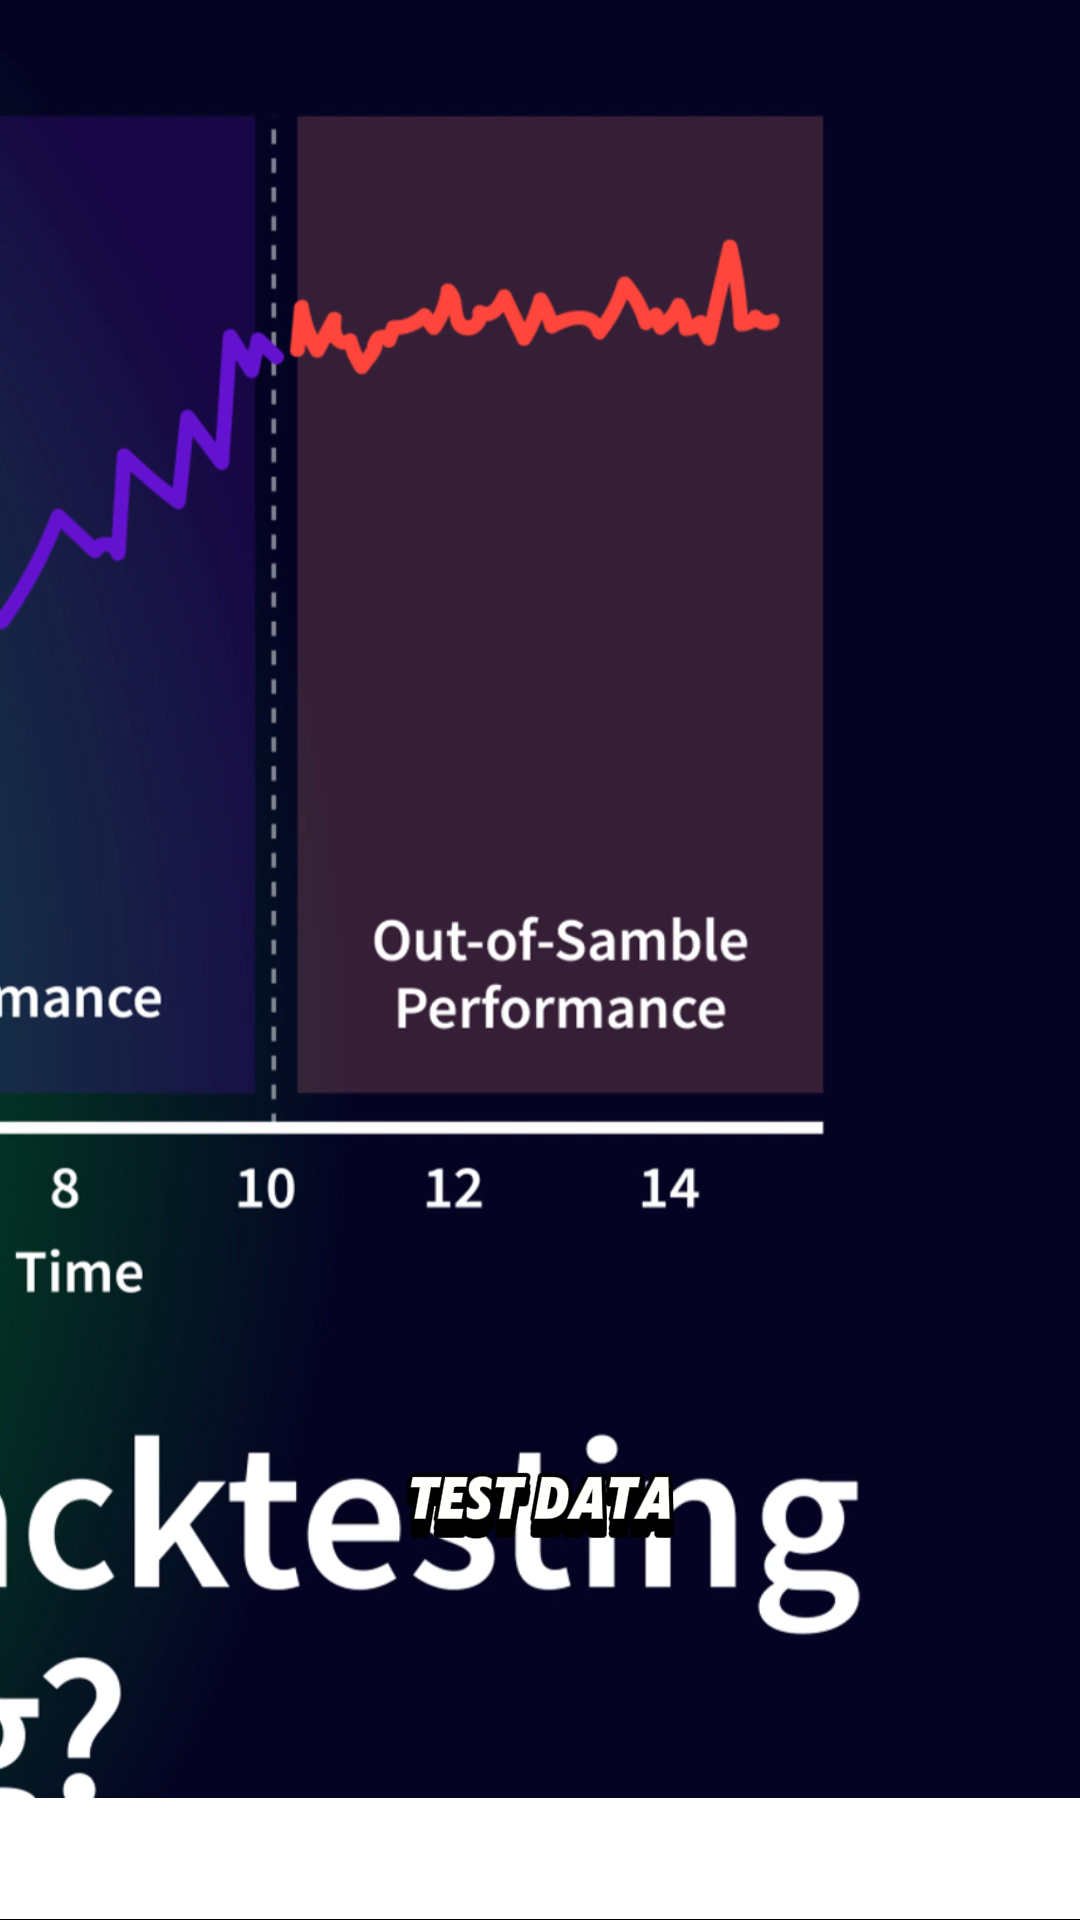 mance
Out-of-Samble
Performance
8 10 12 14
Time
cktesting
TEST DATA
g?